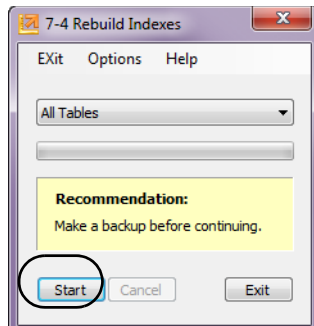 7-4 Rebuild Indexes
EXit Options Help
All Tables
Recommendation:
Make a backup before continuing.
Start Cancel Exit